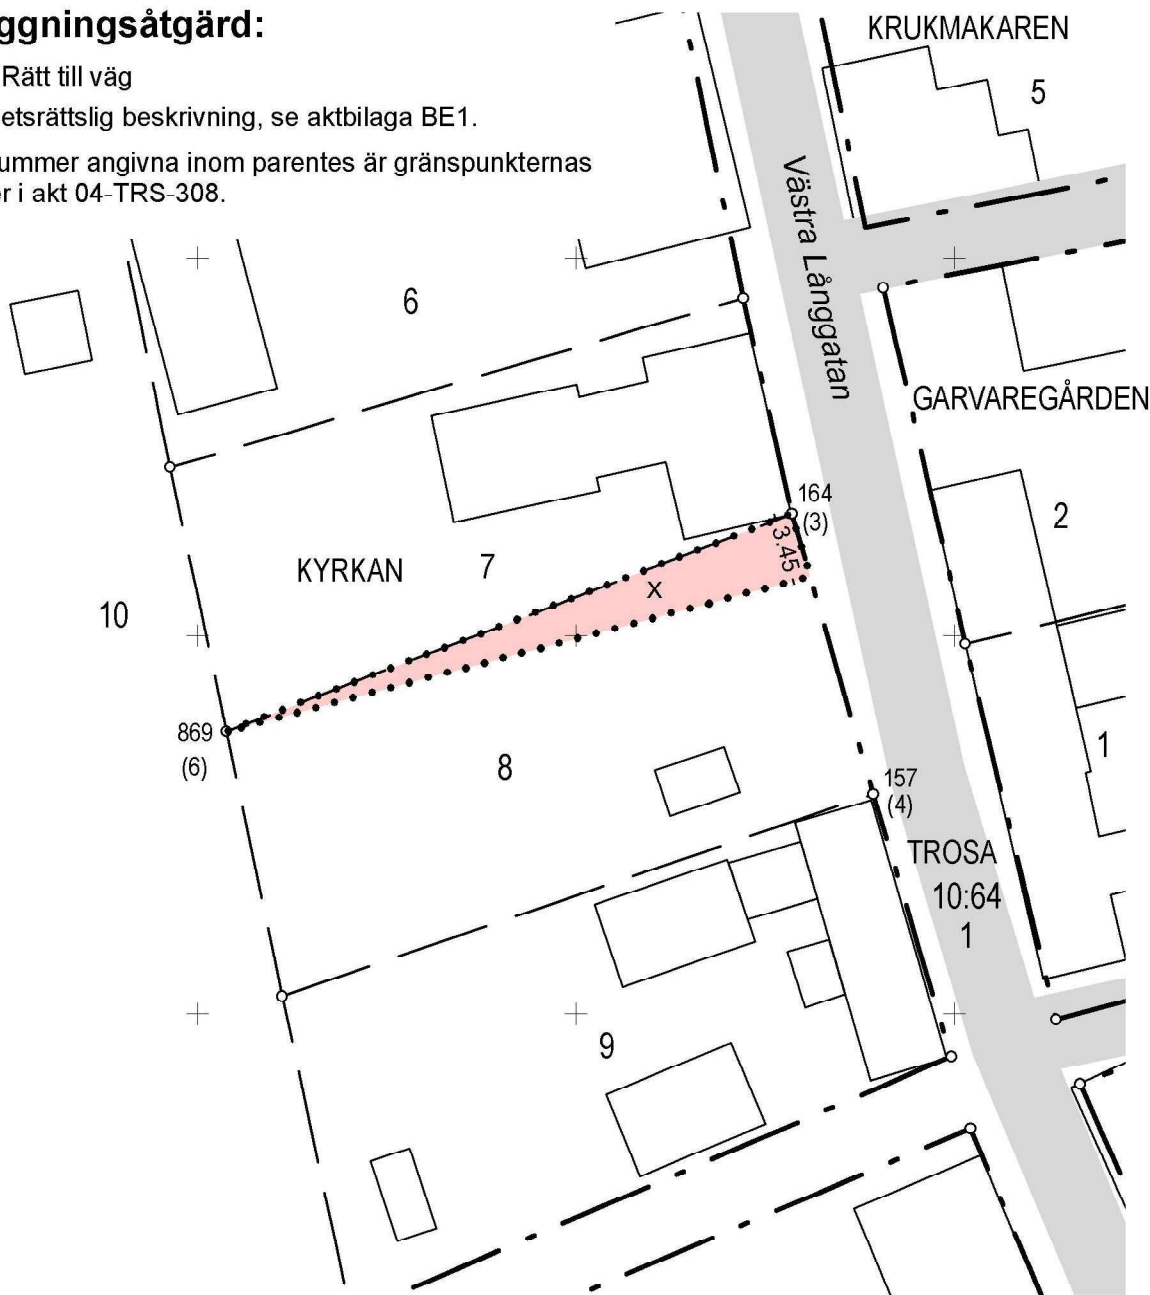 ggningsåtgärd:
Rätt till väg
etsrättslig beskrivning, se aktbilaga BE1.
ummer angivna inom parentes är gränspunkternas
r i akt 04-TRS-308.
KRUKMAKAREN
5
Västra Långgatan
6
GARVAREGÅRDEN
164
(3)
2
3.45
7
KYRKAN
X
10
869
(6)
8
1
157
(4)
TROSA
10:64
1
9